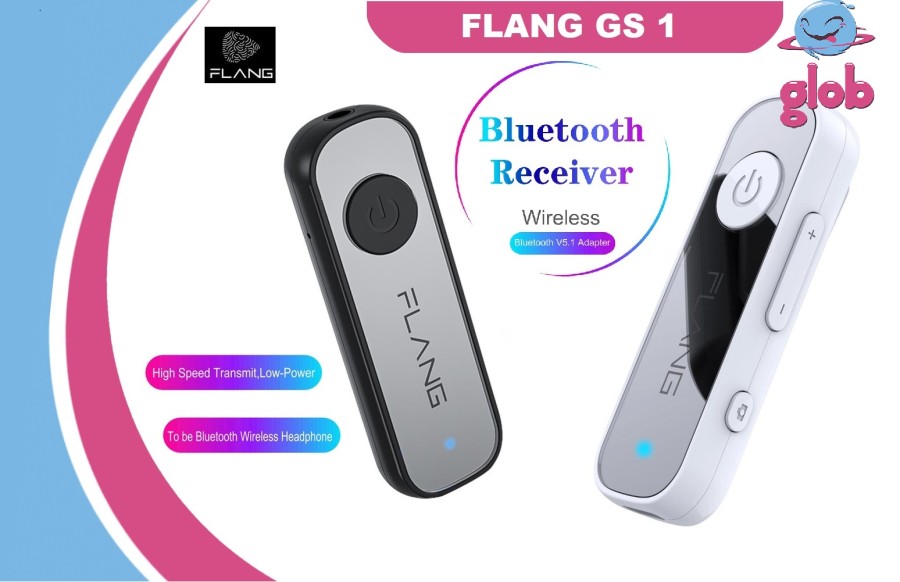 FLANG GS 1
glob
FLANG
Bluetooth
Receiver
Wireless
Bluetooth V5.1 Adapter
+
-
FLANG
FLANG
High Speed Transmit,Low-Power
To be Bluetooth Wireless Headphone